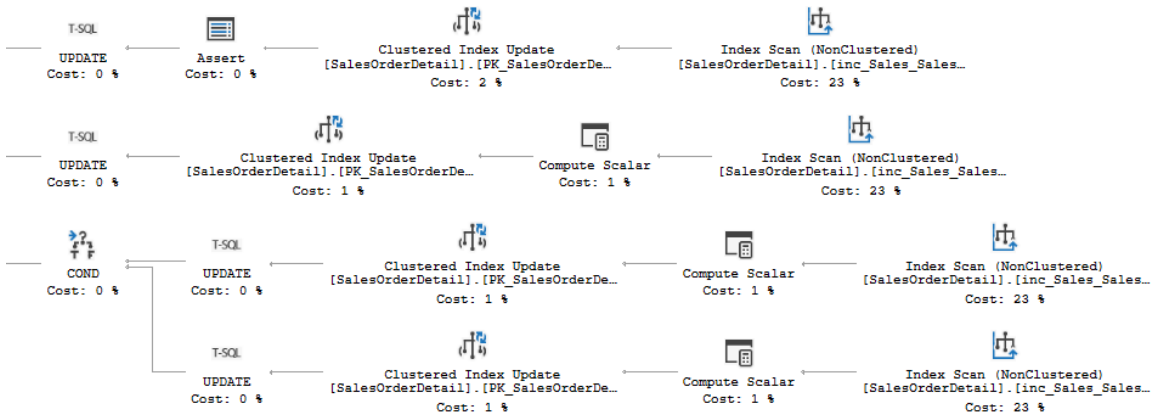 T-SQL
UPDATE
Cost: 0 %
Assert
Cost: 0 %
Clustered Index Update
[SalesOrderDetail].[PK_SalesOrderDe…
Cost: 2 %
Index Scan (NonClustered)
[SalesOrderDetail].[inc_Sales_Sales…
Cost: 23 %
T-SQL
UPDATE
Cost: 0 %
Clustered Index Update
[SalesOrderDetail].[PK_SalesOrderDe…
Cost: 1 %
Compute Scalar
Cost: 1 %
Index Scan (NonClustered)
[SalesOrderDetail].[inc_Sales_Sales…
Cost: 23 %
? T F
COND
Cost: 0 %
T-SQL
UPDATE
Cost: 0 %
Clustered Index Update
[SalesOrderDetail].[PK_SalesOrderDe…
Cost: 1 %
Compute Scalar
Cost: 1 %
Index Scan (NonClustered)
[SalesOrderDetail].[inc_Sales_Sales…
Cost: 23 %
T-SQL
UPDATE
Cost: 0 %
Clustered Index Update
[SalesOrderDetail].[PK_SalesOrderDe…
Cost: 1 %
Compute Scalar
Cost: 1 %
Index Scan (NonClustered)
[SalesOrderDetail].[inc_Sales_Sales…
Cost: 23 %